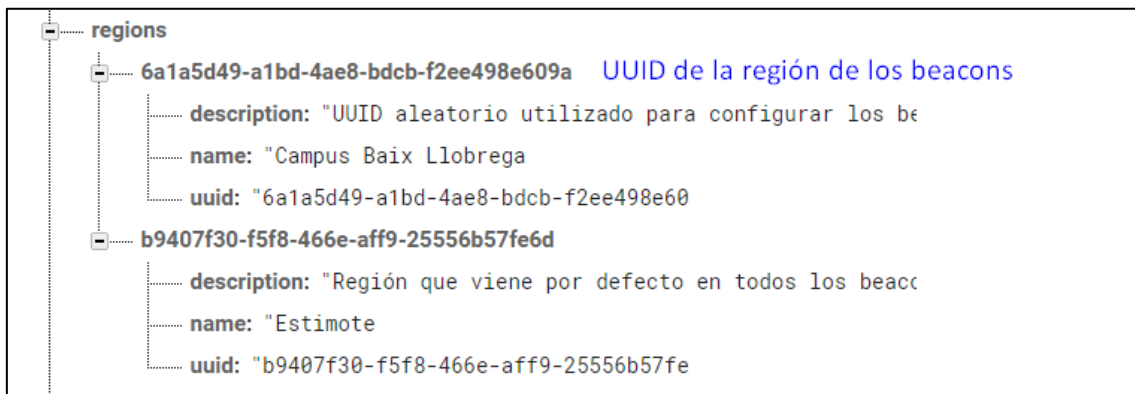 regions
6a1a5d49-a1bd-4ae8-bdcb-f2ee498e609a UUID de la región de los beacons
description: "UUID aleatorio utilizado para configurar los be
name: "Campus Baix Llobrega
uuid: "6a1a5d49-a1bd-4ae8-bdcb-f2ee498e60
b9407f30-f5f8-466e-aff9-25556b57fe6d
description: "Región que viene por defecto en todos los beacc
name: "Estimote
uuid: "b9407f30-f5f8-466e-aff9-25556b57fe